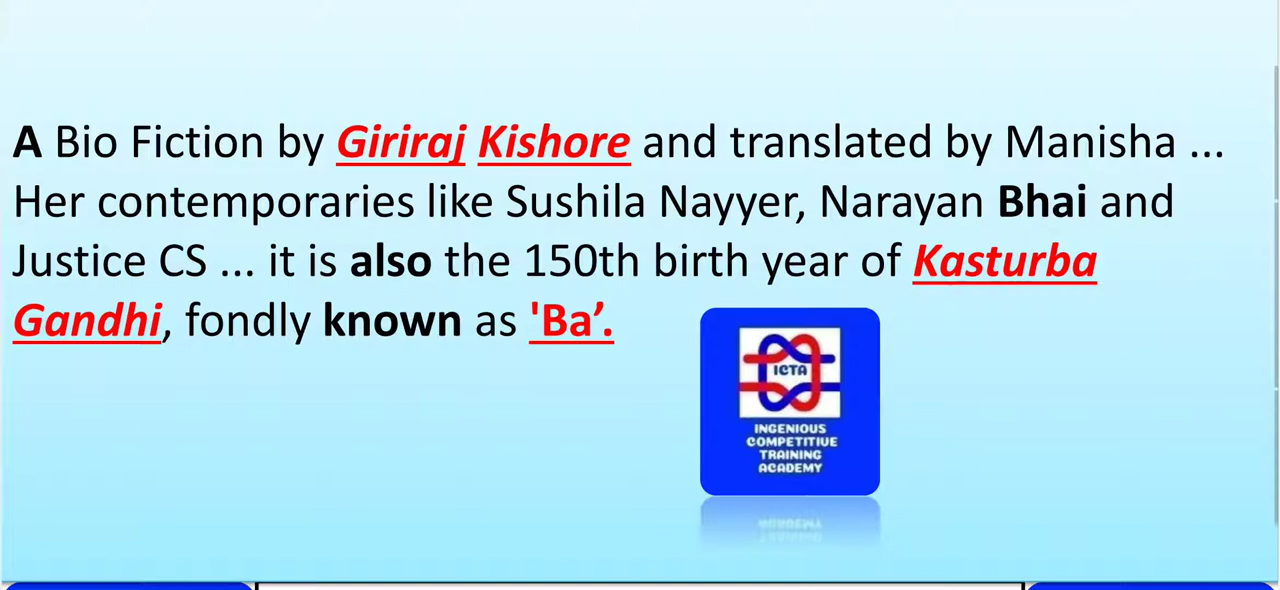 A Bio Fiction by Giriraj Kishore and translated by Manisha ...
Her contemporaries like Sushila Nayyer, Narayan Bhai and
Justice CS ... it is also the 150th birth year of Kasturba
Gandhi, fondly known as 'Ba’.
ICTA
INGENIOUS
COMPETITIVE
TRAINING
ACADEMY